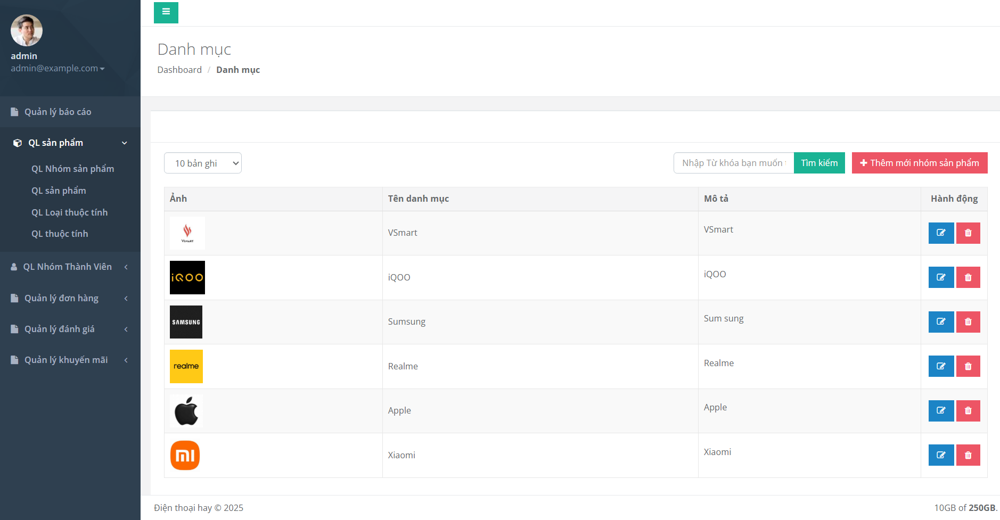 admin
admin@example.com
Quản lý báo cáo
QL sản phẩm
QL Nhóm sản phẩm
QL sản phẩm
QL Loại thuộc tính
QL thuộc tính
QL Nhóm Thành Viên
Quản lý đơn hàng
Quản lý đánh giá
Quản lý khuyến mãi
Danh mục
Dashboard / Danh mục
10 bản ghi
Nhập Từ khóa bạn muốn
Tìm kiếm
Thêm mới nhóm sản phẩm
Ảnh Tên danh mục Mô tả Hành động
VSMART VSmart VSmart
iQOO iQOO iQOO
SAMSUNG Sumsung Sum sung
realme Realme Realme
Apple Apple
mi Xiaomi Xiaomi
Điện thoại hay © 2025
10GB of 250GB.